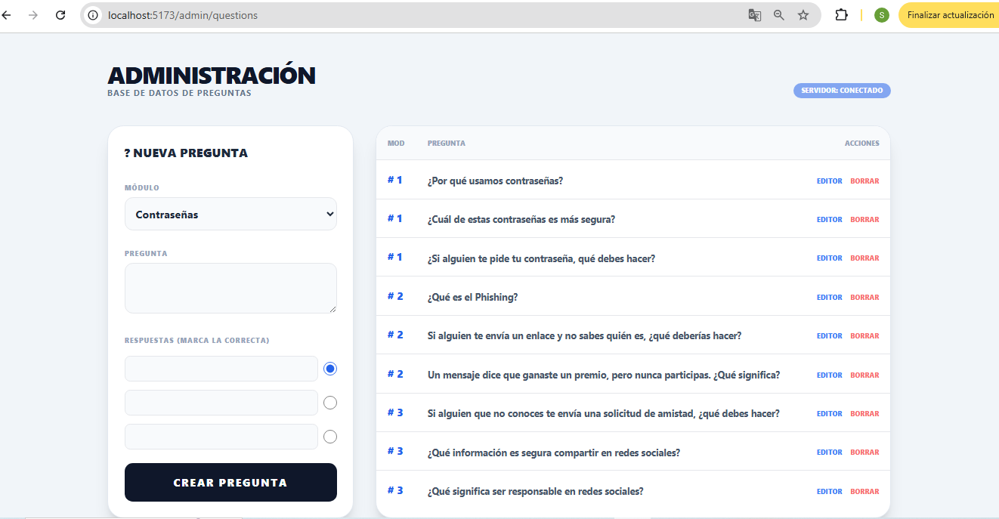 localhost:5173/admin/questions
S
Finalizar actualización
ADMINISTRACIÓN
BASE DE DATOS DE PREGUNTAS
SERVIDOR: CONECTADO
? NUEVA PREGUNTA
MÓDULO
Contraseñas
PREGUNTA
RESPUESTAS (MARCA LA CORRECTA)
CREAR PREGUNTA
MOD PREGUNTA ACCIONES
# 1 ¿Por qué usamos contraseñas? EDITOR BORRAR
# 1 ¿Cuál de estas contraseñas es más segura? EDITOR BORRAR
# 1 ¿Si alguien te pide tu contraseña, qué debes hacer? EDITOR BORRAR
# 2 ¿Qué es el Phishing? EDITOR BORRAR
# 2 Si alguien te envía un enlace y no sabes quién es, ¿qué deberías hacer? EDITOR BORRAR
# 2 Un mensaje dice que ganaste un premio, pero nunca participas. ¿Qué significa? EDITOR BORRAR
# 3 Si alguien que no conoces te envía una solicitud de amistad, ¿qué debes hacer? EDITOR BORRAR
# 3 ¿Qué información es segura compartir en redes sociales? EDITOR BORRAR
# 3 ¿Qué significa ser responsable en redes sociales? EDITOR BORRAR